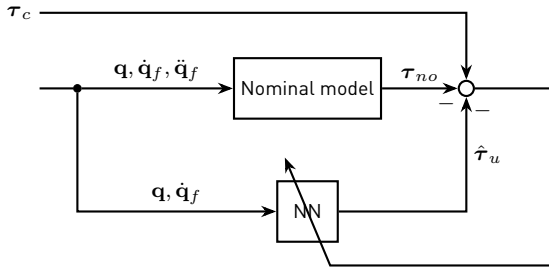 τ_c
q, q̇_f, q̈_f
Nominal model
τ_no
−
−
τ̂_u
q, q̇_f
NN